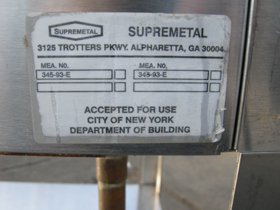 SUPREMETAL SUPREMETAL
3125 TROTTERS PKWY. ALPHARETTA, GA 30004
MEA. NO. MEA. NO.
345-93-E 345-93-E
ACCEPTED FOR USE
CITY OF NEW YORK
DEPARTMENT OF BUILDING